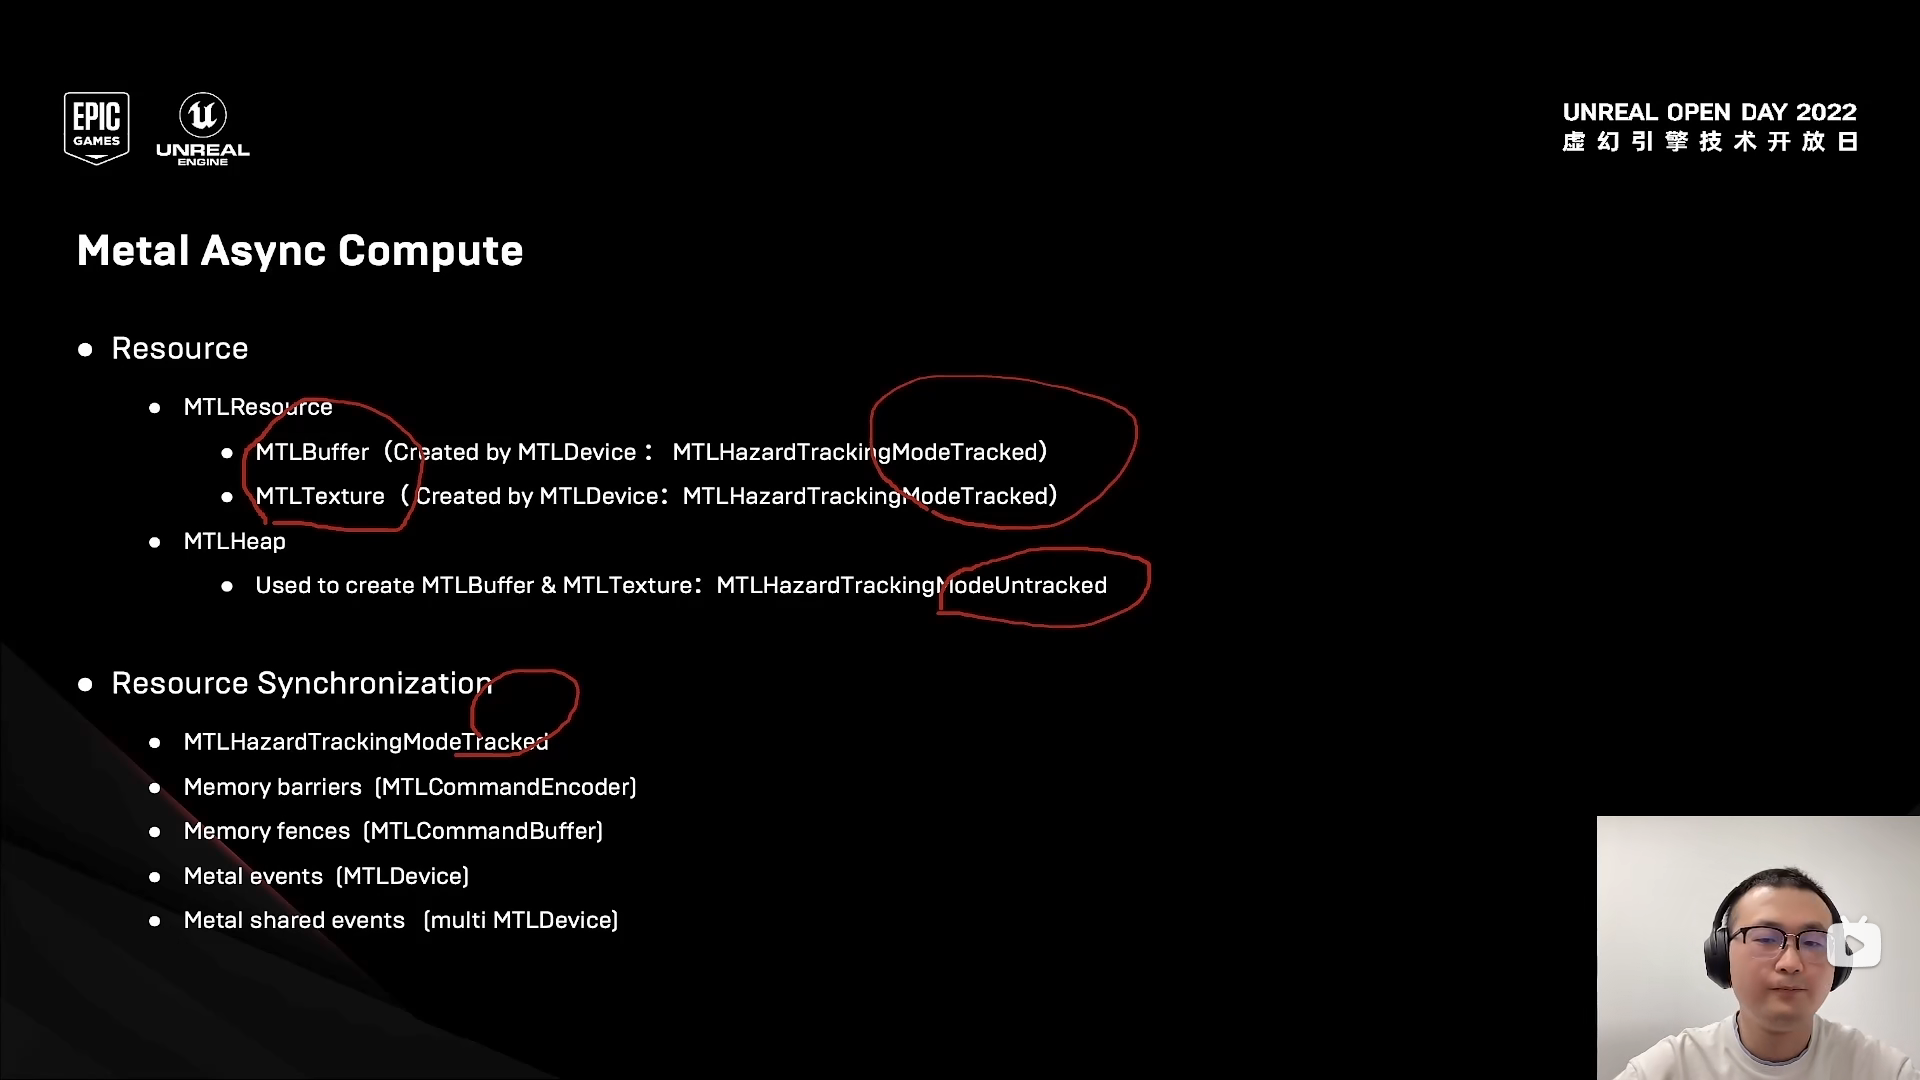 EPIC
GAMES
UNREAL
ENGINE
UNREAL OPEN DAY 2022
虚幻引擎技术开放日
Metal Async Compute
● Resource
● MTLResource
● MTLBuffer（Created by MTLDevice： MTLHazardTrackingModeTracked）
● MTLTexture（ Created by MTLDevice：MTLHazardTrackingModeTracked）
● MTLHeap
● Used to create MTLBuffer & MTLTexture：MTLHazardTrackingModeUntracked
● Resource Synchronization
● MTLHazardTrackingModeTracked
● Memory barriers (MTLCommandEncoder)
● Memory fences (MTLCommandBuffer)
● Metal events (MTLDevice)
● Metal shared events (multi MTLDevice)